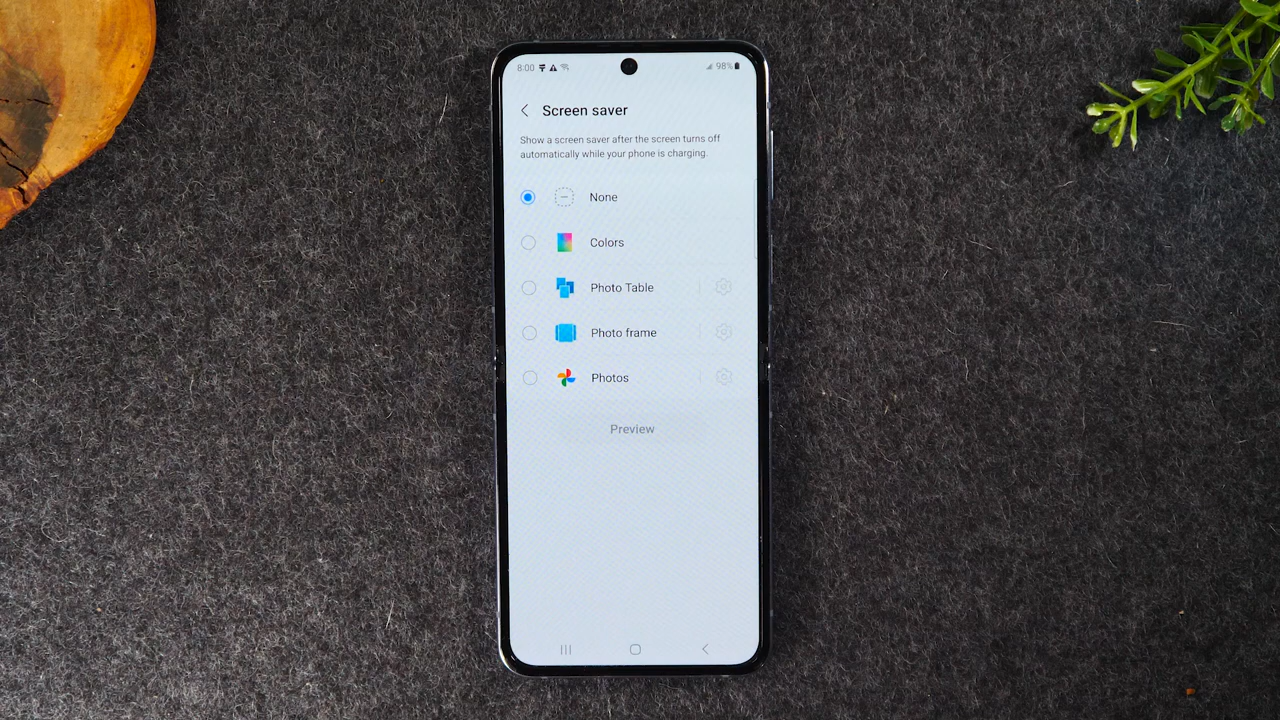 8:00 98%
Screen saver
Show a screen saver after the screen turns off
automatically while your phone is charging.
None
Colors
Photo Table
Photo frame
Photos
Preview